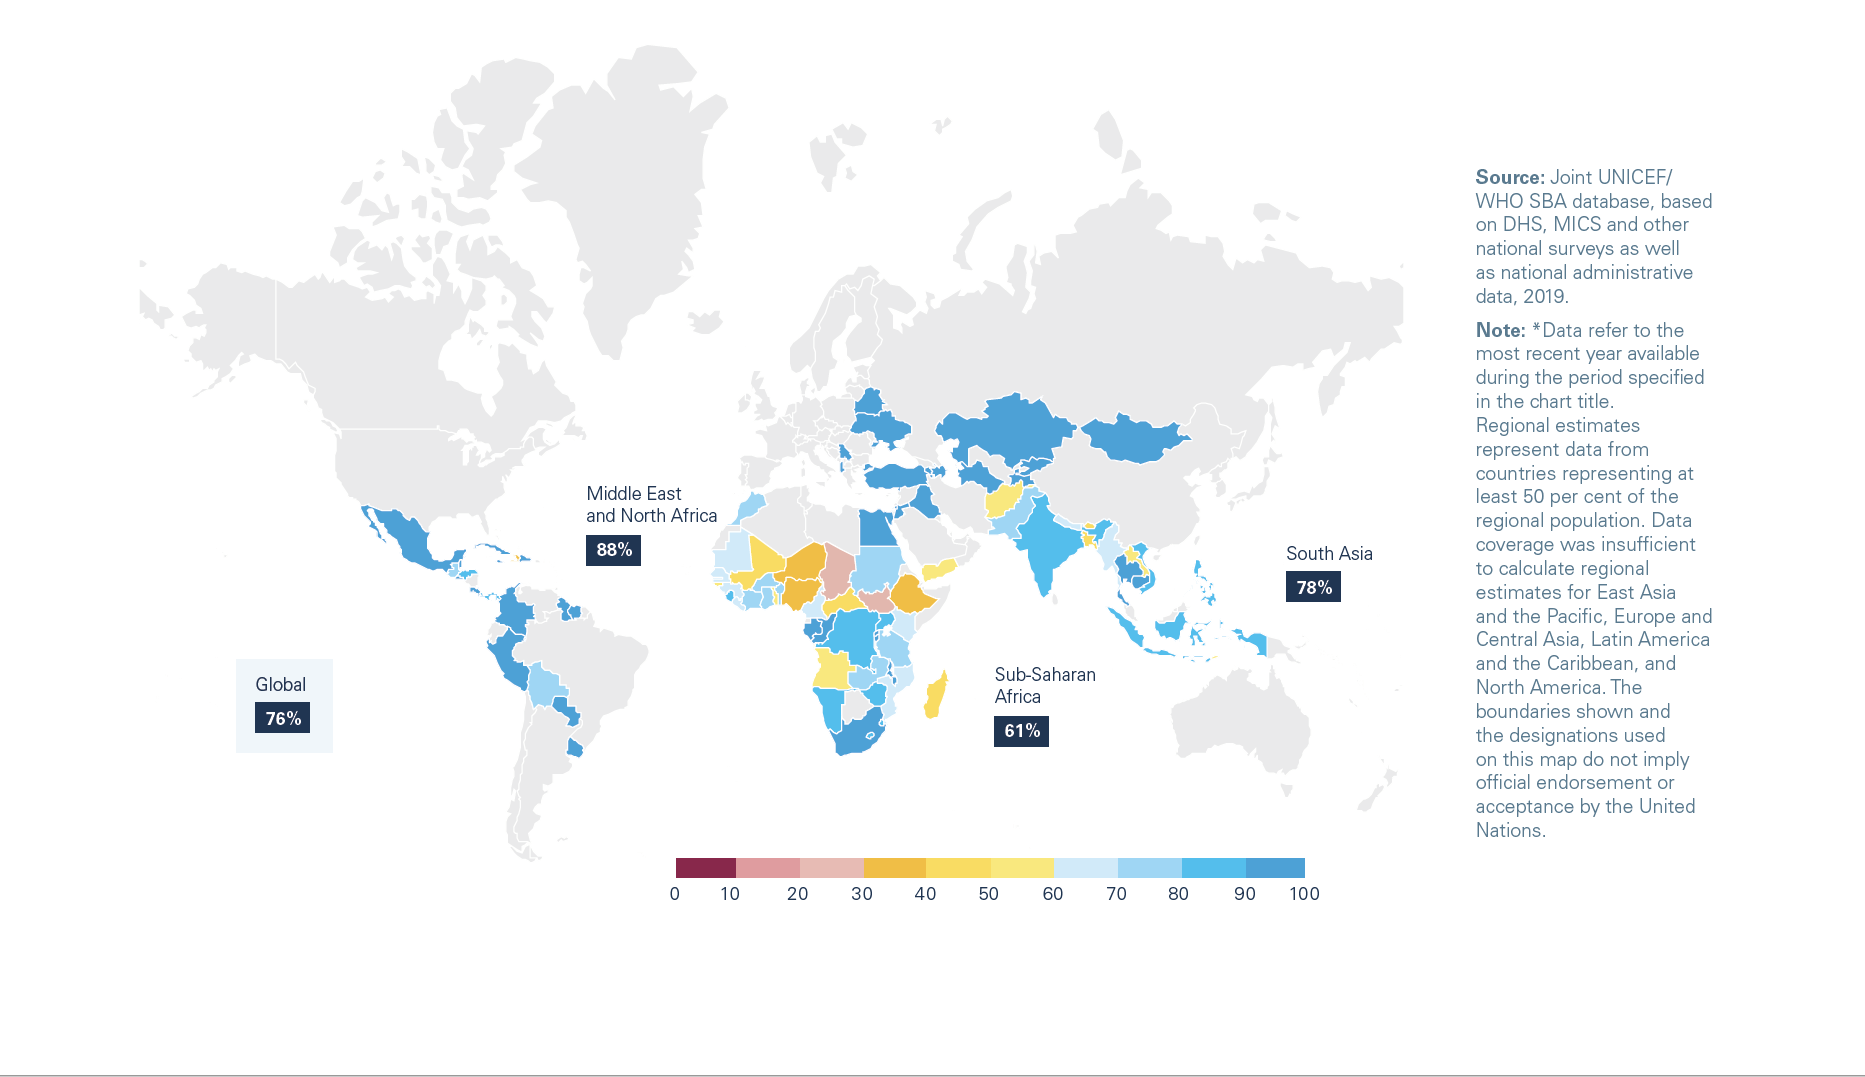 Middle East
and North Africa
88%
South Asia
78%
Global
76%
Sub-Saharan
Africa
61%
0 10 20 30 40 50 60 70 80 90 100
Source: Joint UNICEF/
WHO SBA database, based
on DHS, MICS and other
national surveys as well
as national administrative
data, 2019.
Note: *Data refer to the
most recent year available
during the period specified
in the chart title.
Regional estimates
represent data from
countries representing at
least 50 per cent of the
regional population. Data
coverage was insufficient
to calculate regional
estimates for East Asia
and the Pacific, Europe and
Central Asia, Latin America
and the Caribbean, and
North America. The
boundaries shown and
the designations used
on this map do not imply
official endorsement or
acceptance by the United
Nations.